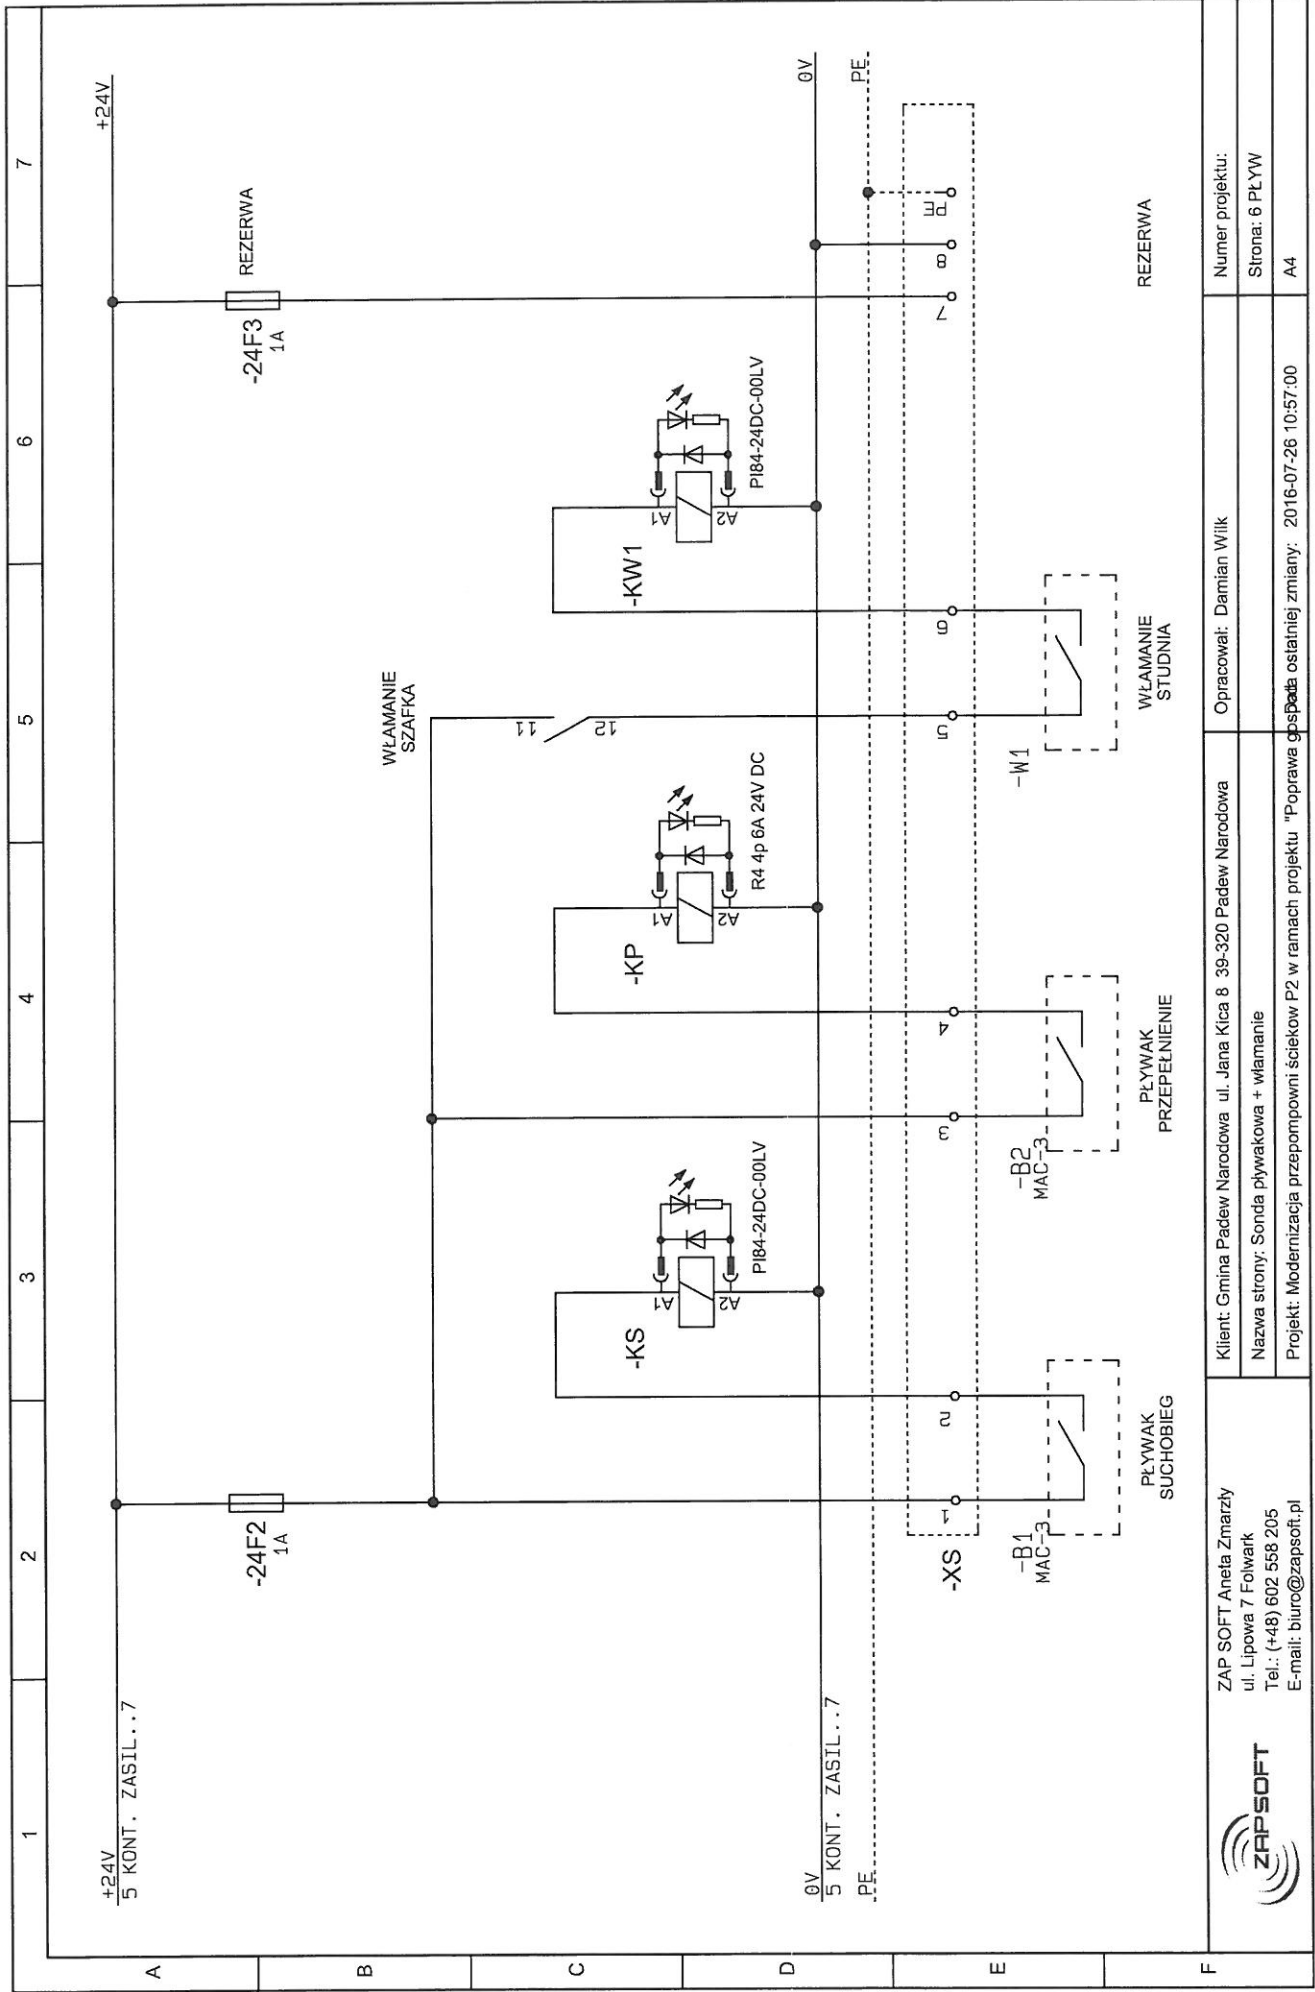 1
2
3
4
5
6
7
A
B
C
D
E
F
+24V
5 KONT. ZASIL..7
+24V
-24F2
1A
-24F3
1A
REZERWA
WŁAMANIE
SZAFKA
11
12
-KS
A1
A2
PI84-24DC-00LV
-KP
A1
A2
R4 4p 6A 24V DC
-KW1
A1
A2
PI84-24DC-00LV
0V
5 KONT. ZASIL..7
0V
PE
PE
-XS
1
2
3
4
5
6
7
8
PE
-B1
MAC-3
-B2
MAC-3
-W1
PŁYWAK
SUCHOBIEG
PŁYWAK
PRZEPEŁNIENIE
WŁAMANIE
STUDNIA
REZERWA
ZAPSOFT
ZAP SOFT Aneta Zmarzły
ul. Lipowa 7 Folwark
Tel.: (+48) 602 558 205
E-mail: biuro@zapsoft.pl
Klient: Gmina Padew Narodowa ul. Jana Kica 8 39-320 Padew Narodowa
Opracował: Damian Wilk
Numer projektu:
Nazwa strony: Sonda pływakowa + włamanie
Strona: 6 PŁYW
Projekt: Modernizacja przepompowni ściekow P2 w ramach projektu "Poprawa
ostatniej zmiany: 2016-07-26 10:57:00
A4